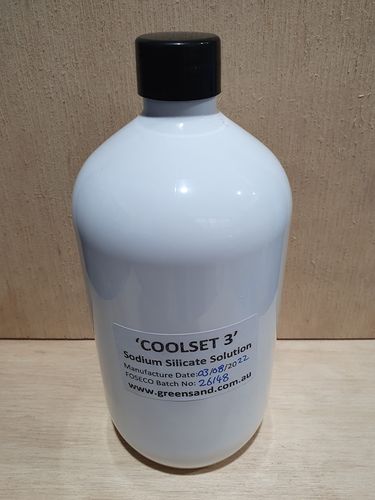 ‘COOLSET 3’
Sodium Silicate Solution
Manufacture Date:03/08/2022
FOSECO Batch No: 26148
www.greensand.com.au